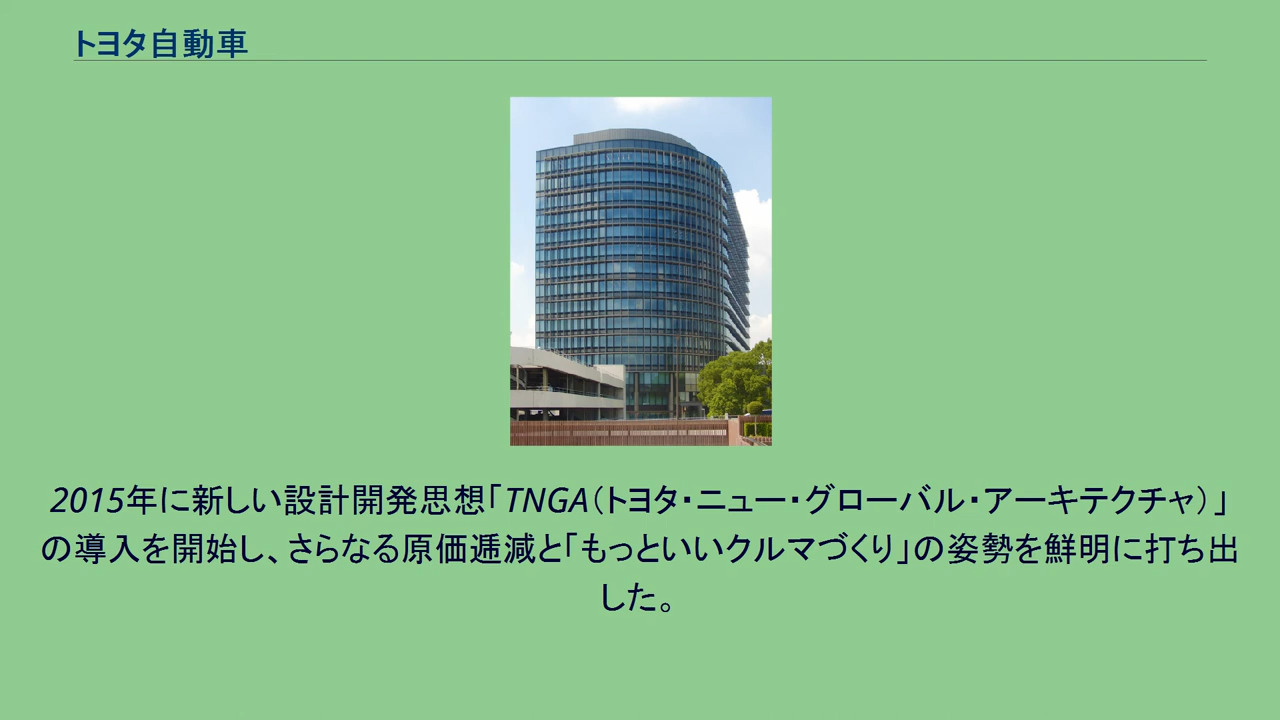 トヨタ自動車
2015年に新しい設計開発思想「TNGA（トヨタ・ニュー・グローバル・アーキテクチャ）」
の導入を開始し、さらなる原価逓減と「もっといいクルマづくり」の姿勢を鮮明に打ち出
した。